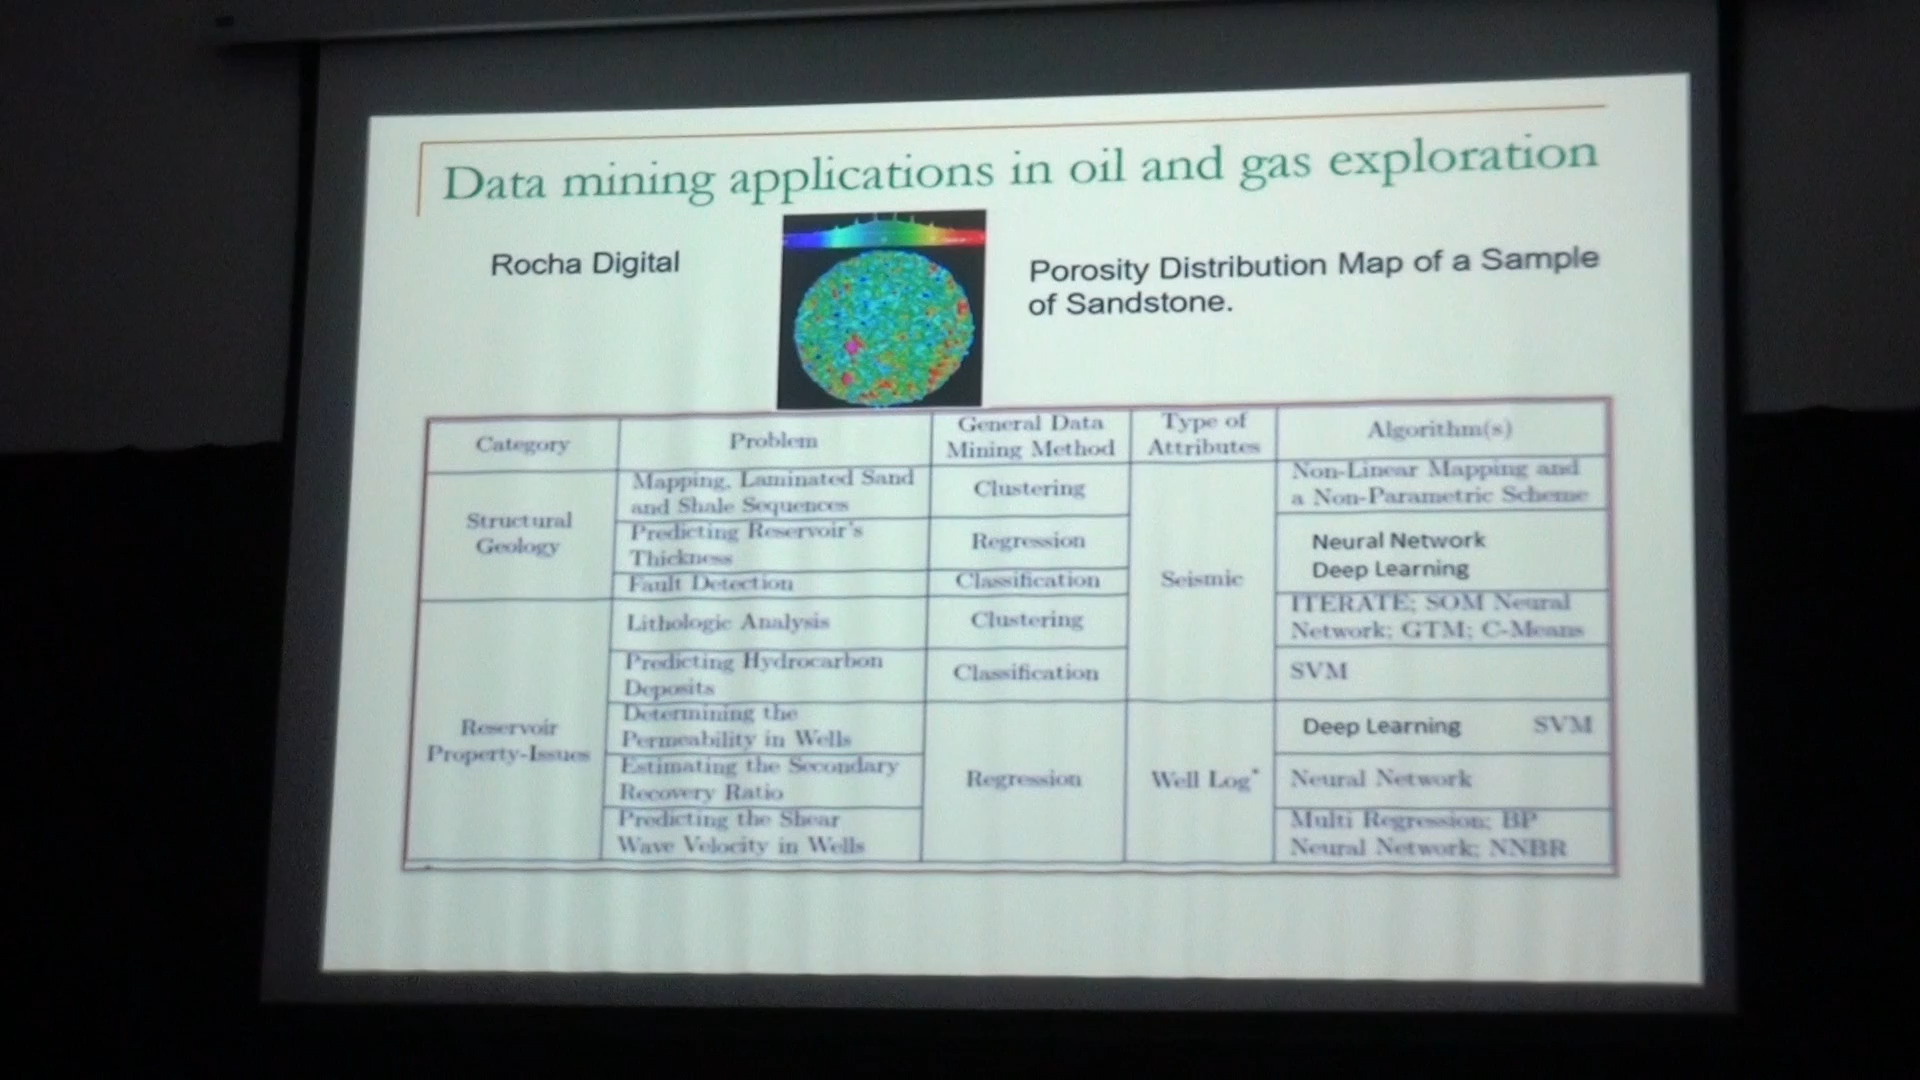 Data mining applications in oil and gas exploration
Rocha Digital
Porosity Distribution Map of a Sample
of Sandstone.
Category
Problem
General Data
Mining Method
Type of
Attributes
Algorithm(s)
Structural
Geology
Mapping, Laminated Sand
and Shale Sequences
Clustering
Seismic
Non-Linear Mapping and
a Non-Parametric Scheme
Predicting Reservoir's
Thickness
Regression
Neural Network
Deep Learning
Fault Detection
Classification
Reservoir
Property-Issues
Lithologic Analysis
Clustering
ITERATE; SOM Neural
Network; GTM; C-Means
Predicting Hydrocarbon
Deposits
Classification
SVM
Determining the
Permeability in Wells
Regression
Well Log*
Deep Learning SVM
Estimating the Secondary
Recovery Ratio
Neural Network
Predicting the Shear
Wave Velocity in Wells
Multi Regression; BP
Neural Network; NNBR